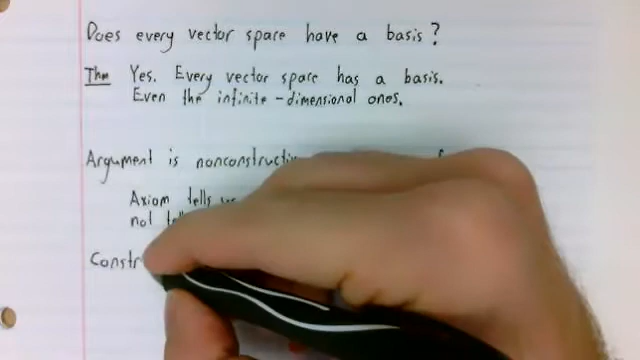 Does every vector space have a basis?
Thm Yes. Every vector space has a basis.
Even the infinite-dimensional ones.
Argument is nonconstructi
Axiom tells
not
Constr